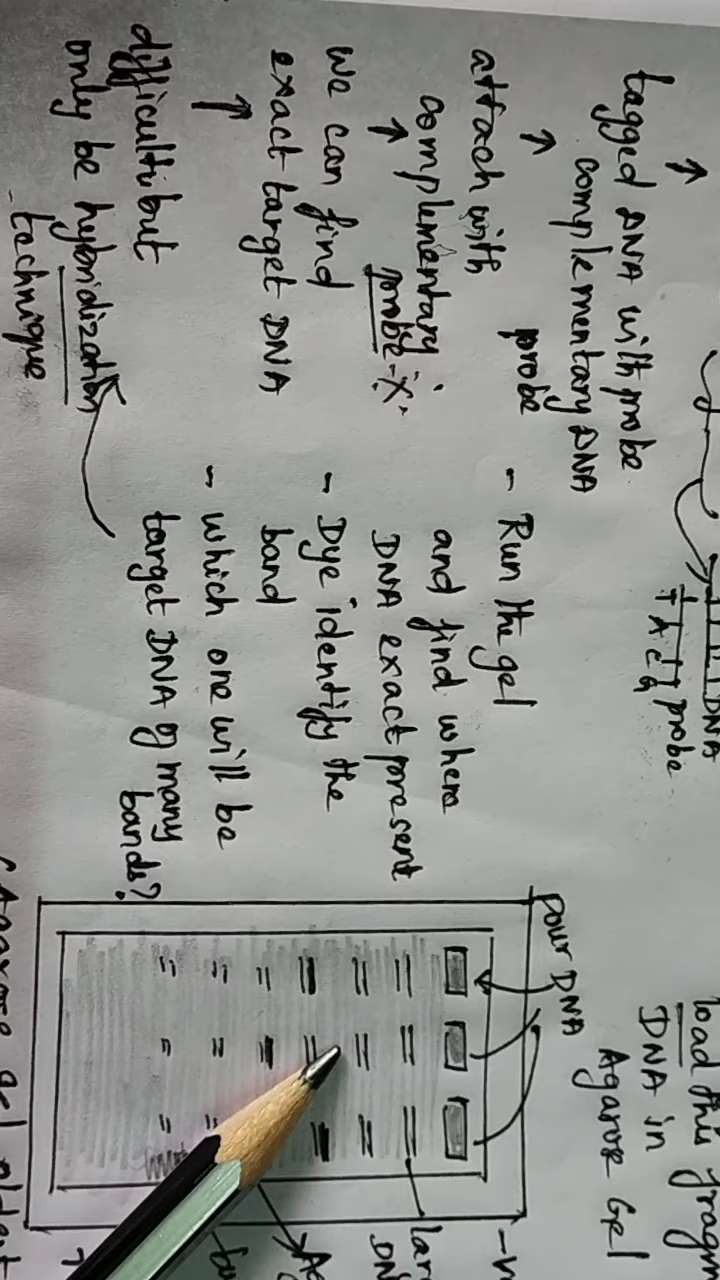 tagged DNA with probe
complementary DNA
probe
attach with
complementary
probe-x.
We can find
exact target DNA
difficulti but
only be hybridization
technique
DNA
T A C G
probe
- Run the gel
and find where
DNA exact present
- Dye identify the
band
- which one will be
target DNA of many
bands?
load this
DNA in
Agarose Gel
pour DNA